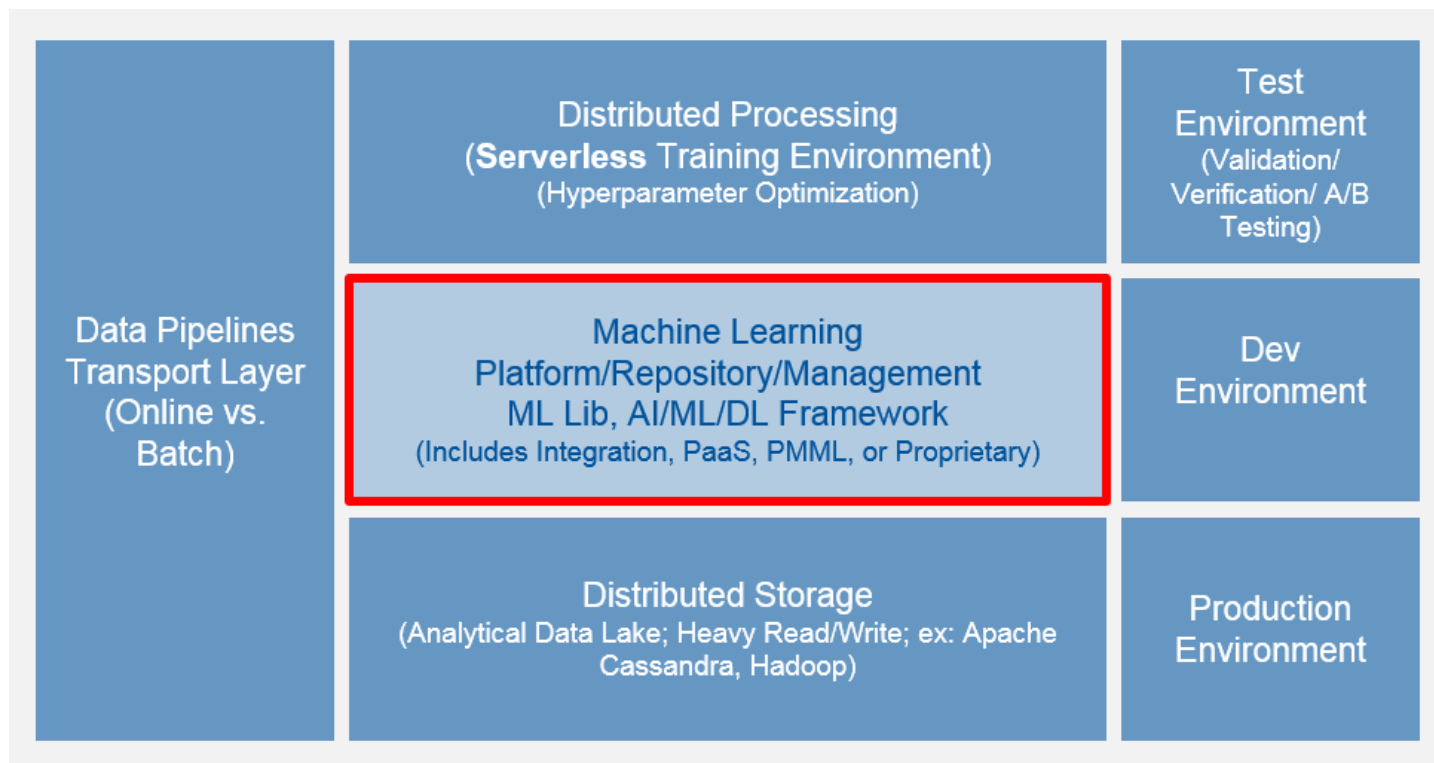 Data Pipelines
Transport Layer
(Online vs.
Batch)
Distributed Processing
(Serverless Training Environment)
(Hyperparameter Optimization)
Machine Learning
Platform/Repository/Management
ML Lib, AI/ML/DL Framework
(Includes Integration, PaaS, PMML, or Proprietary)
Distributed Storage
(Analytical Data Lake; Heavy Read/Write; ex: Apache
Cassandra, Hadoop)
Test
Environment
(Validation/
Verification/ A/B
Testing)
Dev
Environment
Production
Environment